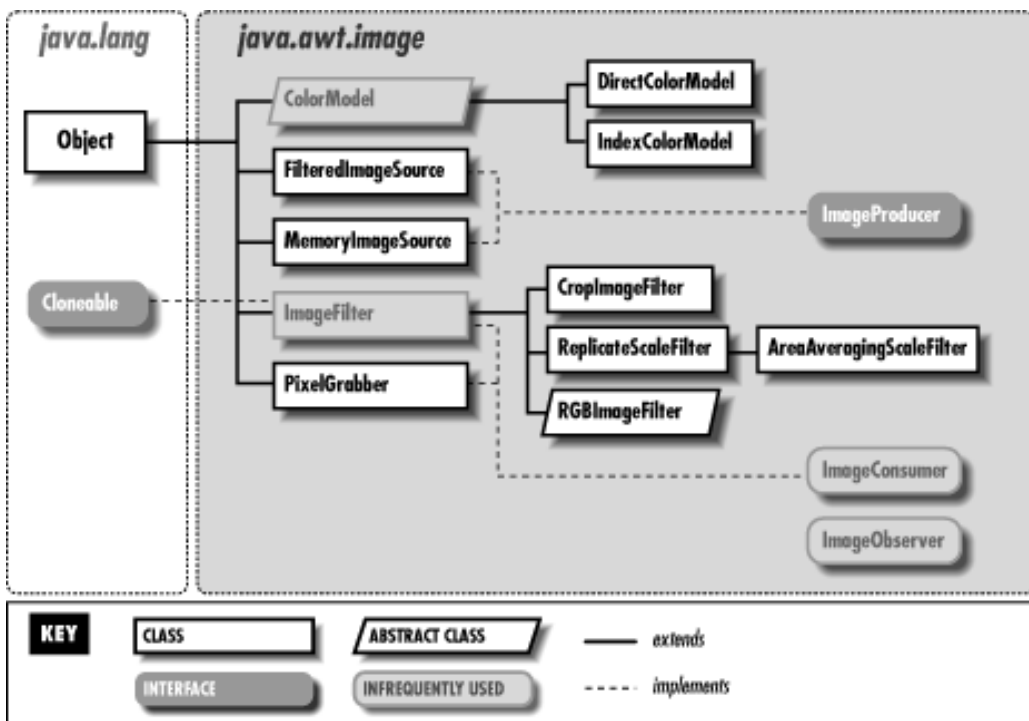 java.lang
java.awt.image
Object
Cloneable
ColorModel
DirectColorModel
IndexColorModel
FilteredImageSource
MemoryImageSource
ImageProducer
ImageFilter
CropImageFilter
ReplicateScaleFilter
AreaAveragingScaleFilter
PixelGrabber
RGBImageFilter
ImageConsumer
ImageObserver
KEY
CLASS
ABSTRACT CLASS
extends
INTERFACE
INFREQUENTLY USED
implements